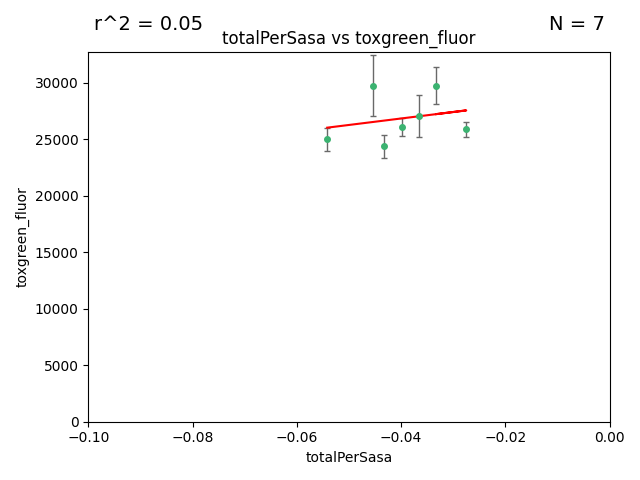 r^2 = 0.05
N = 7
totalPerSasa vs toxgreen_fluor
30000
25000
20000
15000
10000
5000
0
toxgreen_fluor
−0.10
−0.08
−0.06
−0.04
−0.02
0.00
totalPerSasa